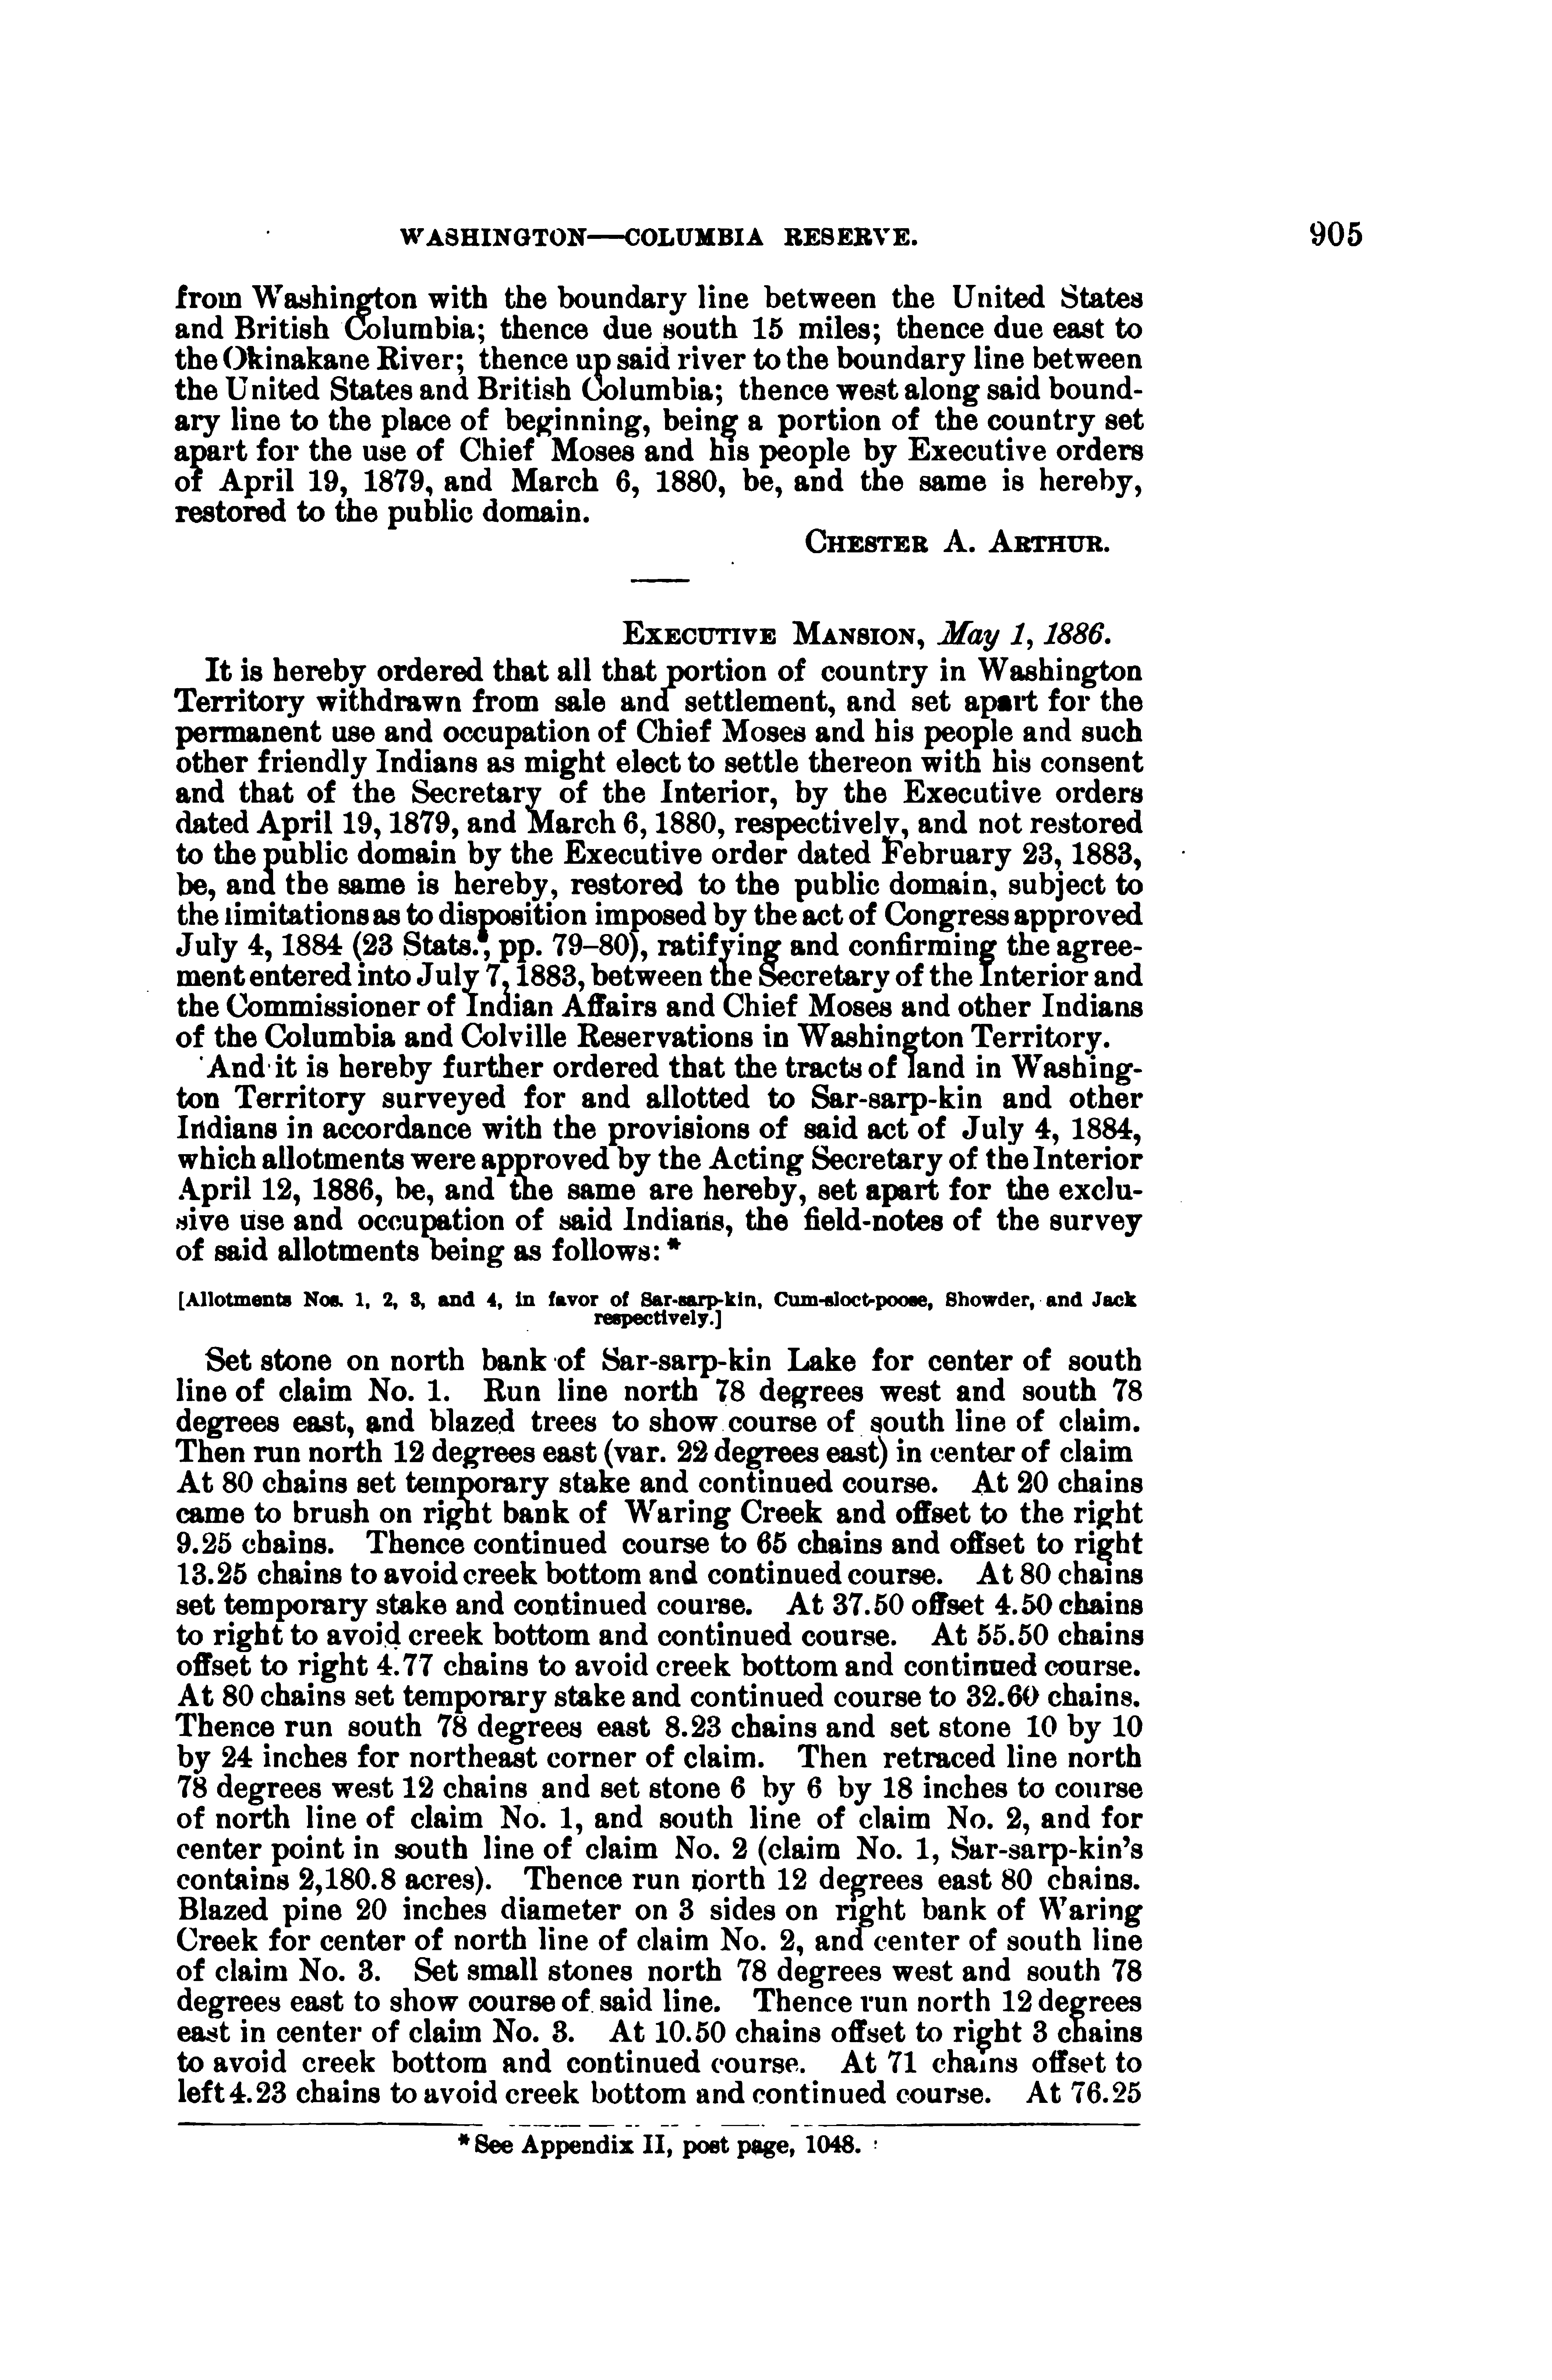 WASHINGTON—COLUMBIA RESERVE. 905
from Washington with the boundary line between the United States
and British Columbia; thence due south 15 miles; thence due east to
the Okinakane River; thence up said river to the boundary line between
the United States and British Columbia; thence west along said bound-
ary line to the place of beginning, being a portion of the country set
apart for the use of Chief Moses and his people by Executive orders
of April 19, 1879, and March 6, 1880, be, and the same is hereby,
restored to the public domain.
CHESTER A. ARTHUR.
EXECUTIVE MANSION, May 1, 1886.
It is hereby ordered that all that portion of country in Washington
Territory withdrawn from sale and settlement, and set apart for the
permanent use and occupation of Chief Moses and his people and such
other friendly Indians as might elect to settle thereon with his consent
and that of the Secretary of the Interior, by the Executive orders
dated April 19, 1879, and March 6, 1880, respectively, and not restored
to the public domain by the Executive order dated February 23, 1883,
be, and the same is hereby, restored to the public domain, subject to
the limitations as to disposition imposed by the act of Congress approved
July 4, 1884 (23 Stats., pp. 79–80), ratifying and confirming the agree-
ment entered into July 7, 1883, between the Secretary of the Interior and
the Commissioner of Indian Affairs and Chief Moses and other Indians
of the Columbia and Colville Reservations in Washington Territory.
And it is hereby further ordered that the tracts of land in Washing-
ton Territory surveyed for and allotted to Sar-sarp-kin and other
Indians in accordance with the provisions of said act of July 4, 1884,
which allotments were approved by the Acting Secretary of the Interior
April 12, 1886, be, and the same are hereby, set apart for the exclu-
sive use and occupation of said Indians, the field-notes of the survey
of said allotments being as follows: *
[Allotments Nos. 1, 2, 3, and 4, in favor of Sar-sarp-kin, Cum-sloct-poose, Showder, and Jack
respectively.]
Set stone on north bank of Sar-sarp-kin Lake for center of south
line of claim No. 1. Run line north 78 degrees west and south 78
degrees east, and blazed trees to show course of south line of claim.
Then run north 12 degrees east (var. 22 degrees east) in center of claim
At 80 chains set temporary stake and continued course. At 20 chains
came to brush on right bank of Waring Creek and offset to the right
9.25 chains. Thence continued course to 65 chains and offset to right
13.25 chains to avoid creek bottom and continued course. At 80 chains
set temporary stake and continued course. At 37.50 offset 4.50 chains
to right to avoid creek bottom and continued course. At 55.50 chains
offset to right 4.77 chains to avoid creek bottom and continued course.
At 80 chains set temporary stake and continued course to 32.60 chains.
Thence run south 78 degrees east 8.23 chains and set stone 10 by 10
by 24 inches for northeast corner of claim. Then retraced line north
78 degrees west 12 chains and set stone 6 by 6 by 18 inches to course
of north line of claim No. 1, and south line of claim No. 2, and for
center point in south line of claim No. 2 (claim No. 1, Sar-sarp-kin's
contains 2,180.8 acres). Thence run north 12 degrees east 80 chains.
Blazed pine 20 inches diameter on 3 sides on right bank of Waring
Creek for center of north line of claim No. 2, and center of south line
of claim No. 3. Set small stones north 78 degrees west and south 78
degrees east to show course of said line. Thence run north 12 degrees
east in center of claim No. 3. At 10.50 chains offset to right 3 chains
to avoid creek bottom and continued course. At 71 chains offset to
left 4.23 chains to avoid creek bottom and continued course. At 76.25
* See Appendix II, post page, 1048.